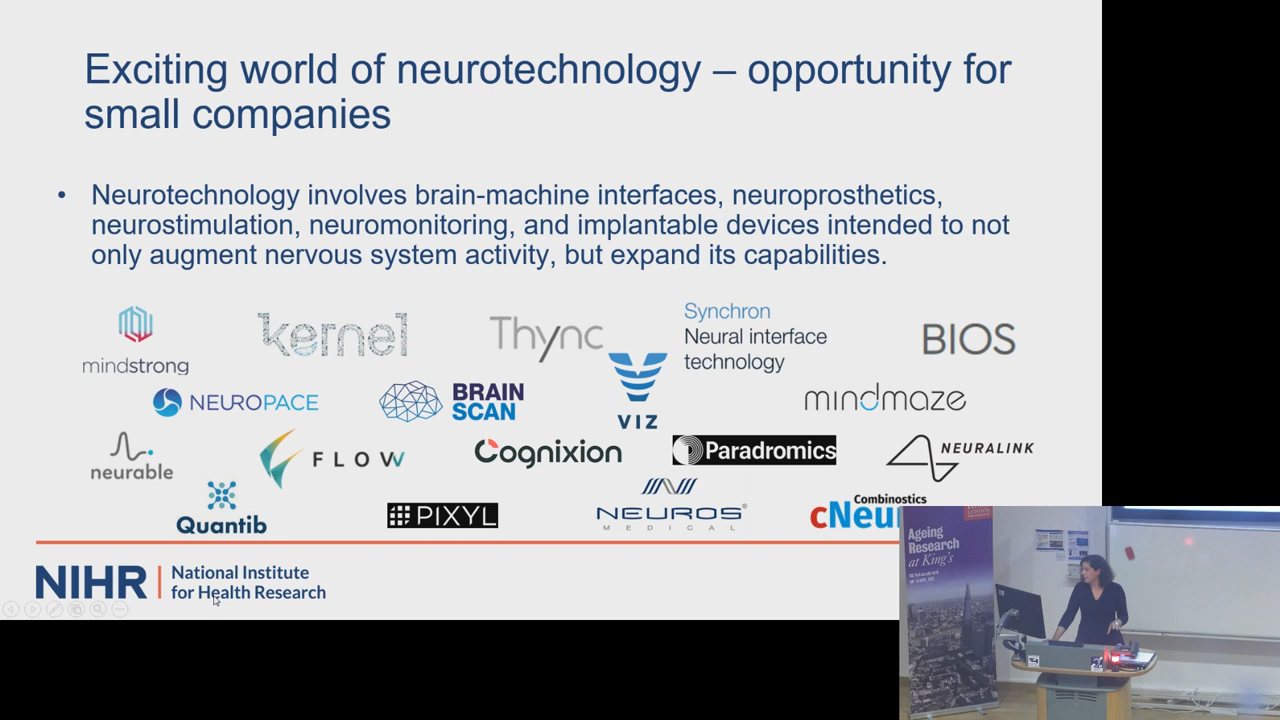 Exciting world of neurotechnology – opportunity for
small companies
• Neurotechnology involves brain-machine interfaces, neuroprosthetics,
neurostimulation, neuromonitoring, and implantable devices intended to not
only augment nervous system activity, but expand its capabilities.
mindstrong
kernel
Thync
Synchron
Neural interface
technology
BIOS
NEUROPACE
BRAIN
SCAN
VIZ
mindmaze
neurable
FLOW
Cognixion
Paradromics
NEURALINK
Quantib
PIXYL
NEUROS
MEDICAL
Combinostics
cNeu
NIHR
National Institute
for Health Research
Ageing
Research
at King's